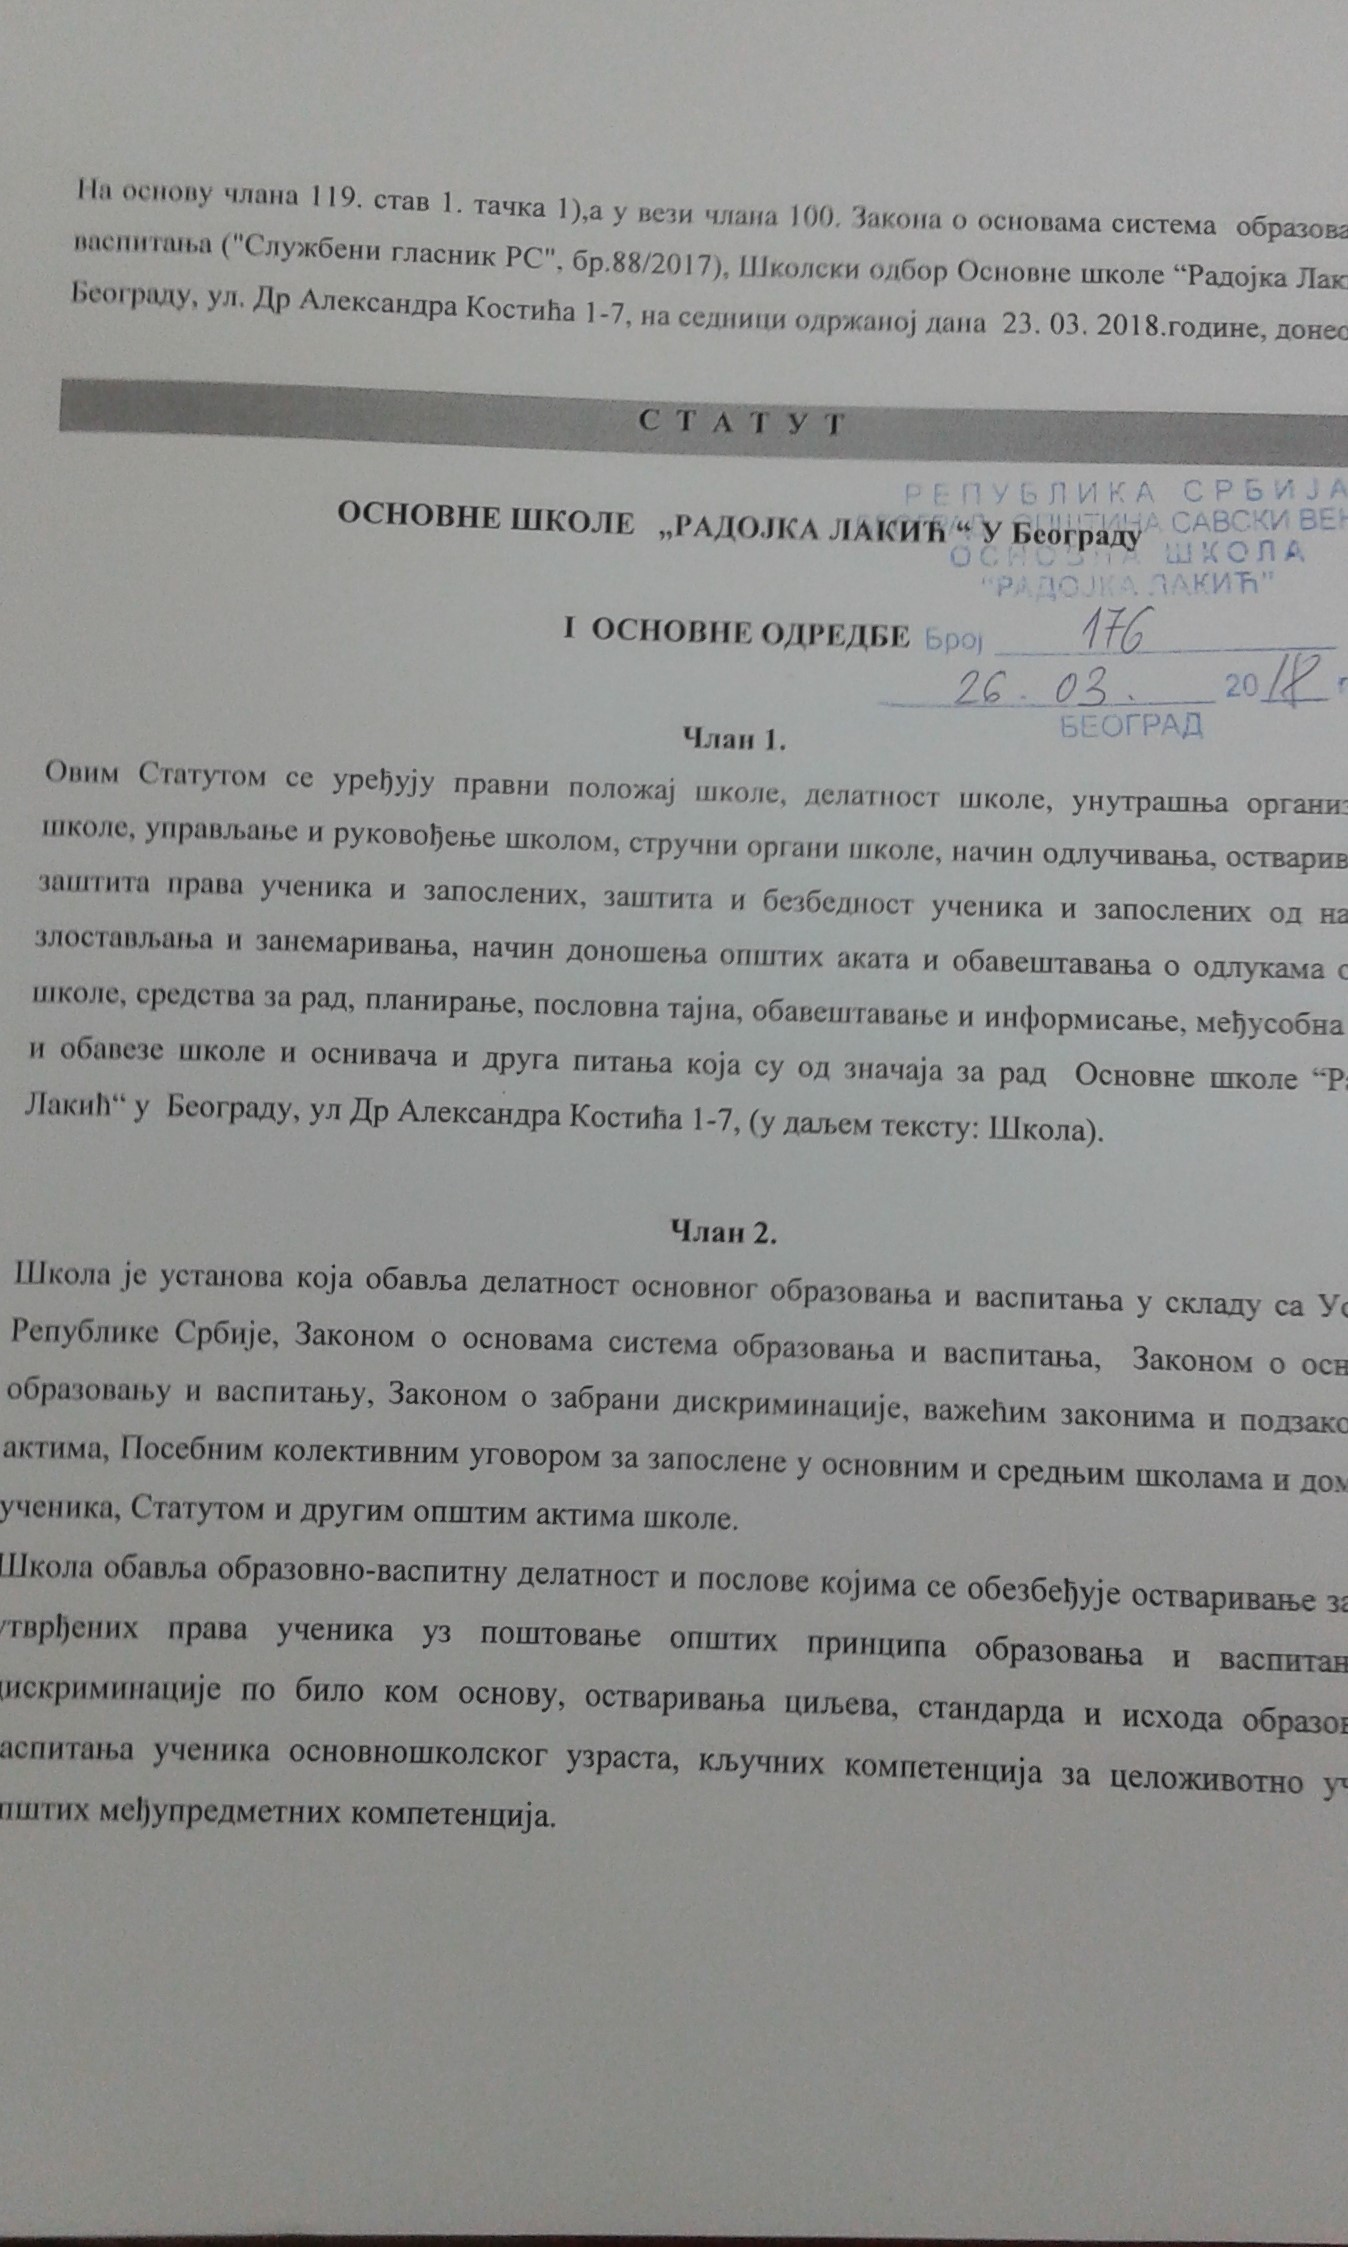 На основу члана 119. став 1. тачка 1),а у вези члана 100. Закона о основама система образова
васпитања ("Службени гласник РС", бр.88/2017), Школски одбор Основне школе “Радојка Лак
Београду, ул. Др Александра Костића 1-7, на седници одржаној дана 23. 03. 2018.године, донео
С Т А Т У Т
РЕПУБЛИКА СРБИЈА
ОСНОВНЕ ШКОЛЕ „РАДОЈКА ЛАКИЋ “ У Београду
БЕОГРАД, ОПШТИНА САВСКИ ВЕН
ОСНОВНА ШКОЛА
"РАДОЈКА ЛАКИЋ"
I ОСНОВНЕ ОДРЕДБЕ
Број 176
26. 03. 2018 г
БЕОГРАД
Члан 1.
Овим Статутом се уређују правни положај школе, делатност школе, унутрашња организ
школе, управљање и руковођење школом, стручни органи школе, начин одлучивања, остварив
заштита права ученика и запослених, заштита и безбедност ученика и запослених од на
злостављања и занемаривања, начин доношења општих аката и обавештавања о одлукама о
школе, средства за рад, планирање, пословна тајна, обавештавање и информисање, међусобна
и обавезе школе и оснивача и друга питања која су од значаја за рад Основне школе “Ра
Лакић“ у Београду, ул Др Александра Костића 1-7, (у даљем тексту: Школа).
Члан 2.
Школа је установа која обавља делатност основног образовања и васпитања у складу са Ус
Републике Србије, Законом о основама система образовања и васпитања, Законом о осн
образовању и васпитању, Законом о забрани дискриминације, важећим законима и подзако
актима, Посебним колективним уговором за запослене у основним и средњим школама и дом
ученика, Статутом и другим општим актима школе.
Школа обавља образовно-васпитну делатност и послове којима се обезбеђује остваривање за
утврђених права ученика уз поштовање општих принципа образовања и васпитањ
дискриминације по било ком основу, остваривања циљева, стандарда и исхода образов
аспитања ученика основношколског узраста, кључних компетенција за целоживотно уч
пштих међупредметних компетенција.